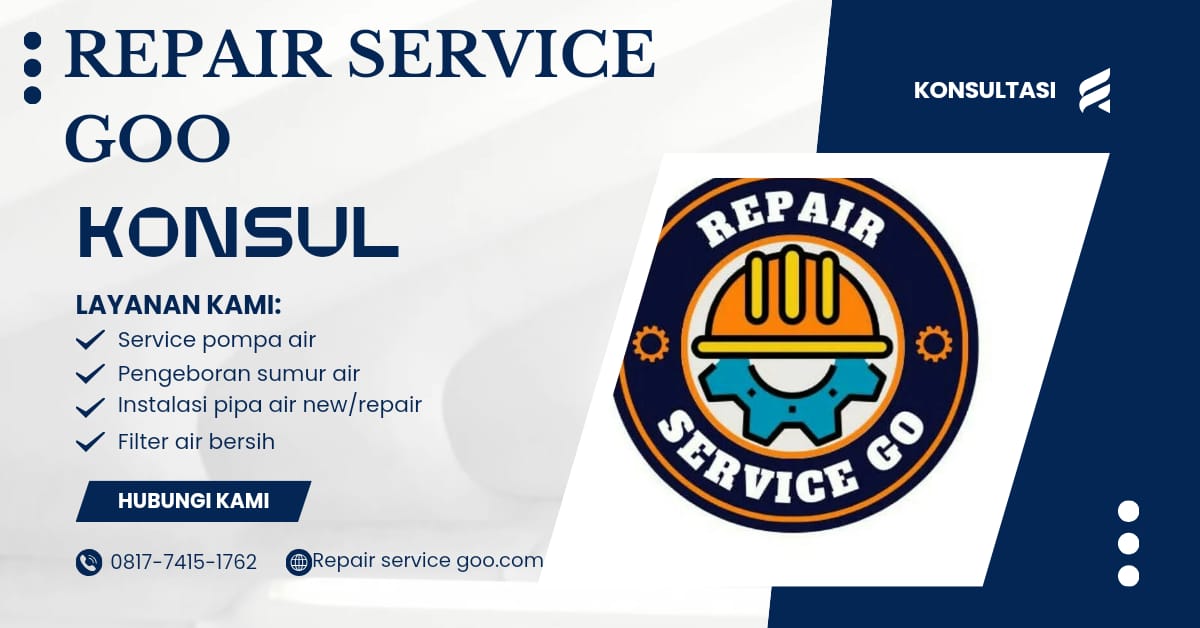 REPAIR SERVICE
GOO
KONSULTASI
KONSUL
LAYANAN KAMI:
Service pompa air
Pengeboran sumur air
Instalasi pipa air new/repair
Filter air bersih
HUBUNGI KAMI
0817-7415-1762
Repair service goo.com
REPAIR
SERVICE GO